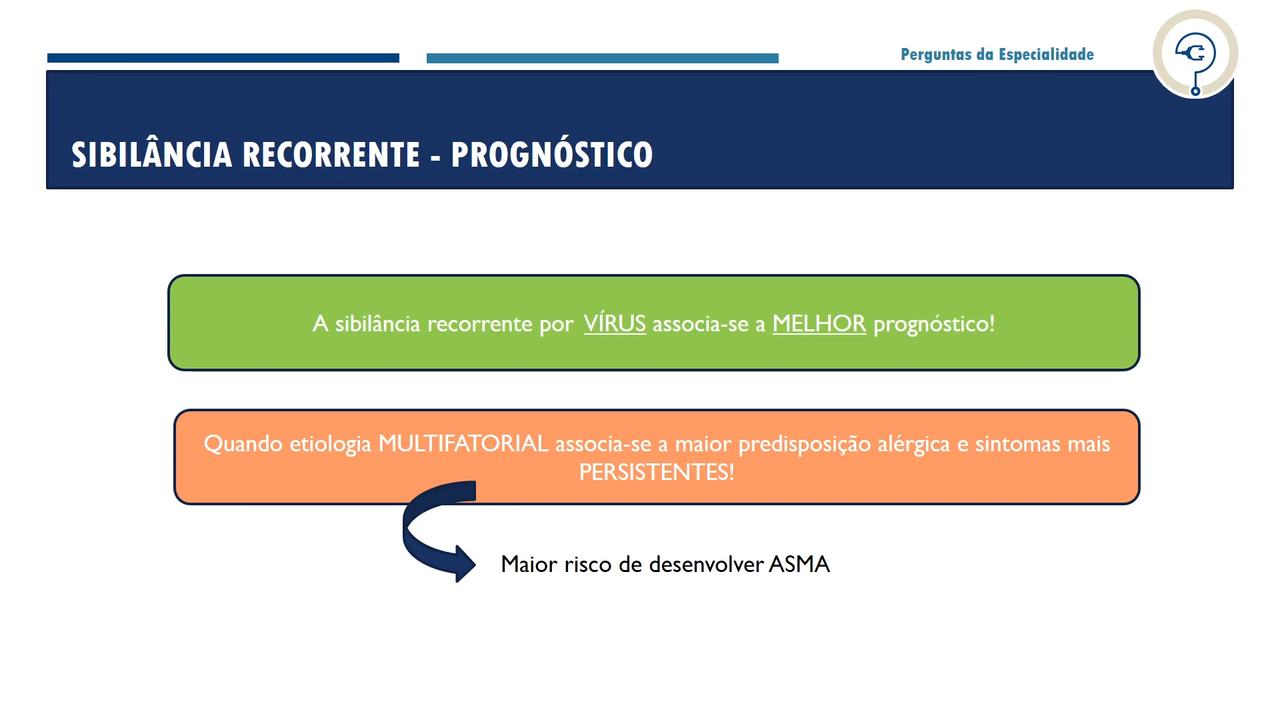 Perguntas da Especialidade
G
SIBILÂNCIA RECORRENTE - PROGNÓSTICO
A sibilância recorrente por VÍRUS associa-se a MELHOR prognóstico!
Quando etiologia MULTIFATORIAL associa-se a maior predisposição alérgica e sintomas mais
PERSISTENTES!
Maior risco de desenvolver ASMA